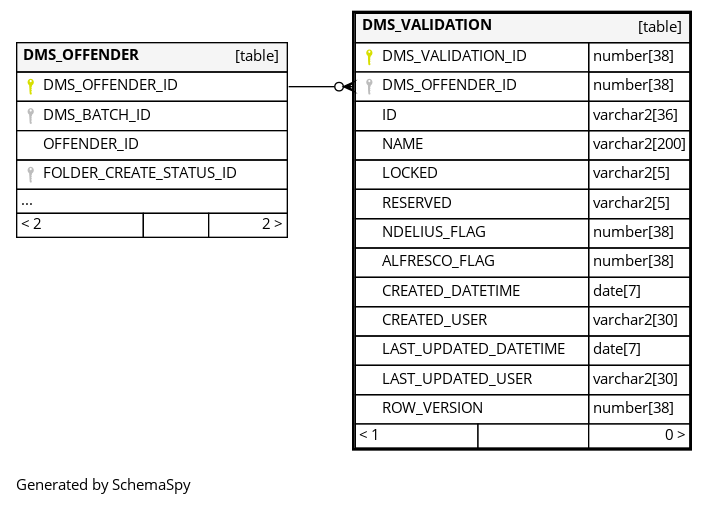 DMS_OFFENDER [table]
DMS_OFFENDER_ID
DMS_BATCH_ID
OFFENDER_ID
FOLDER_CREATE_STATUS_ID
...
< 2 2 >
DMS_VALIDATION [table]
DMS_VALIDATION_ID number[38]
DMS_OFFENDER_ID number[38]
ID varchar2[36]
NAME varchar2[200]
LOCKED varchar2[5]
RESERVED varchar2[5]
NDELIUS_FLAG number[38]
ALFRESCO_FLAG number[38]
CREATED_DATETIME date[7]
CREATED_USER varchar2[30]
LAST_UPDATED_DATETIME date[7]
LAST_UPDATED_USER varchar2[30]
ROW_VERSION number[38]
< 1 0 >
Generated by SchemaSpy